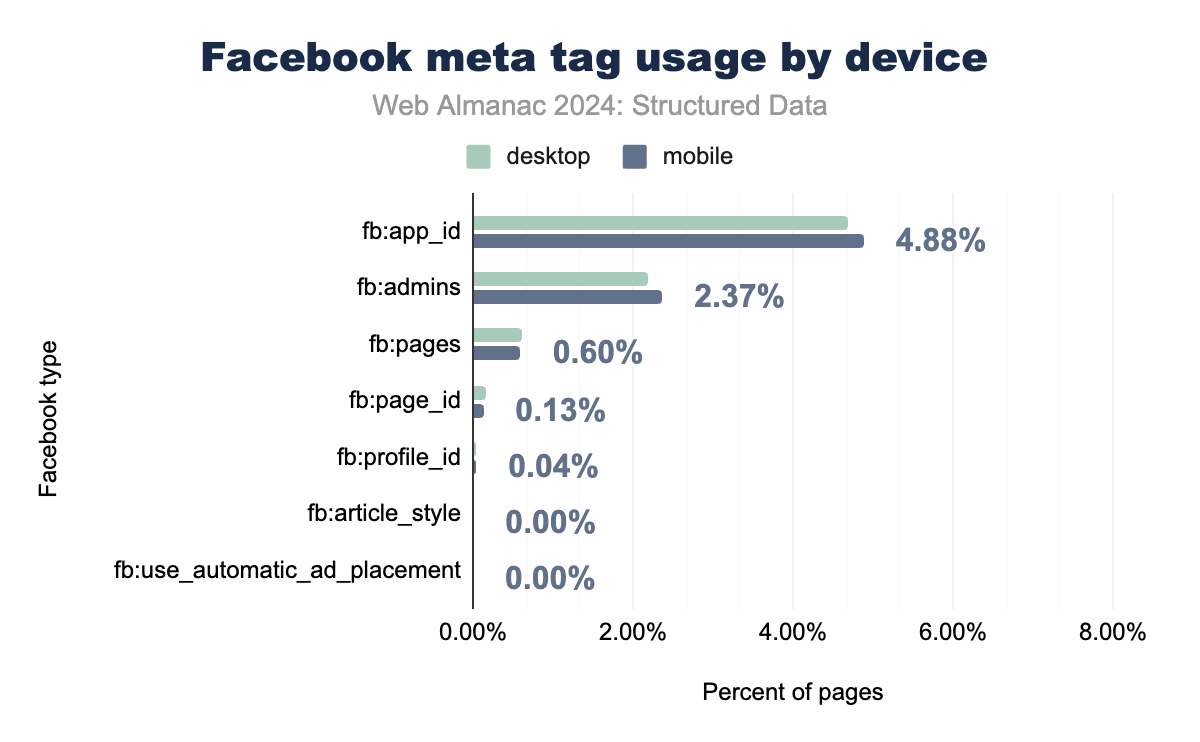 Facebook meta tag usage by device
Web Almanac 2024: Structured Data
desktop mobile
Facebook type
fb:app_id 4.88%
fb:admins 2.37%
fb:pages 0.60%
fb:page_id 0.13%
fb:profile_id 0.04%
fb:article_style 0.00%
fb:use_automatic_ad_placement 0.00%
0.00% 2.00% 4.00% 6.00% 8.00%
Percent of pages